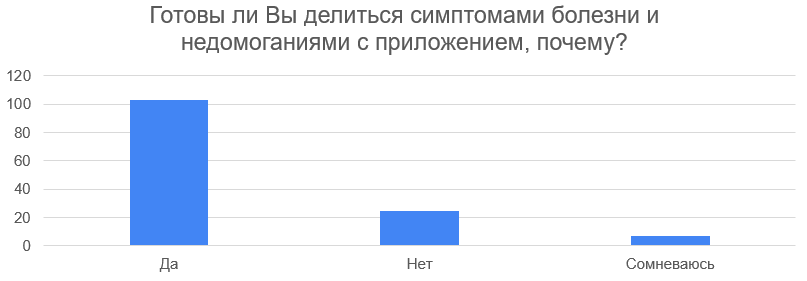 Готовы ли Вы делиться симптомами болезни и
недомоганиями с приложением, почему?
120
100
80
60
40
20
0
Да Нет Сомневаюсь